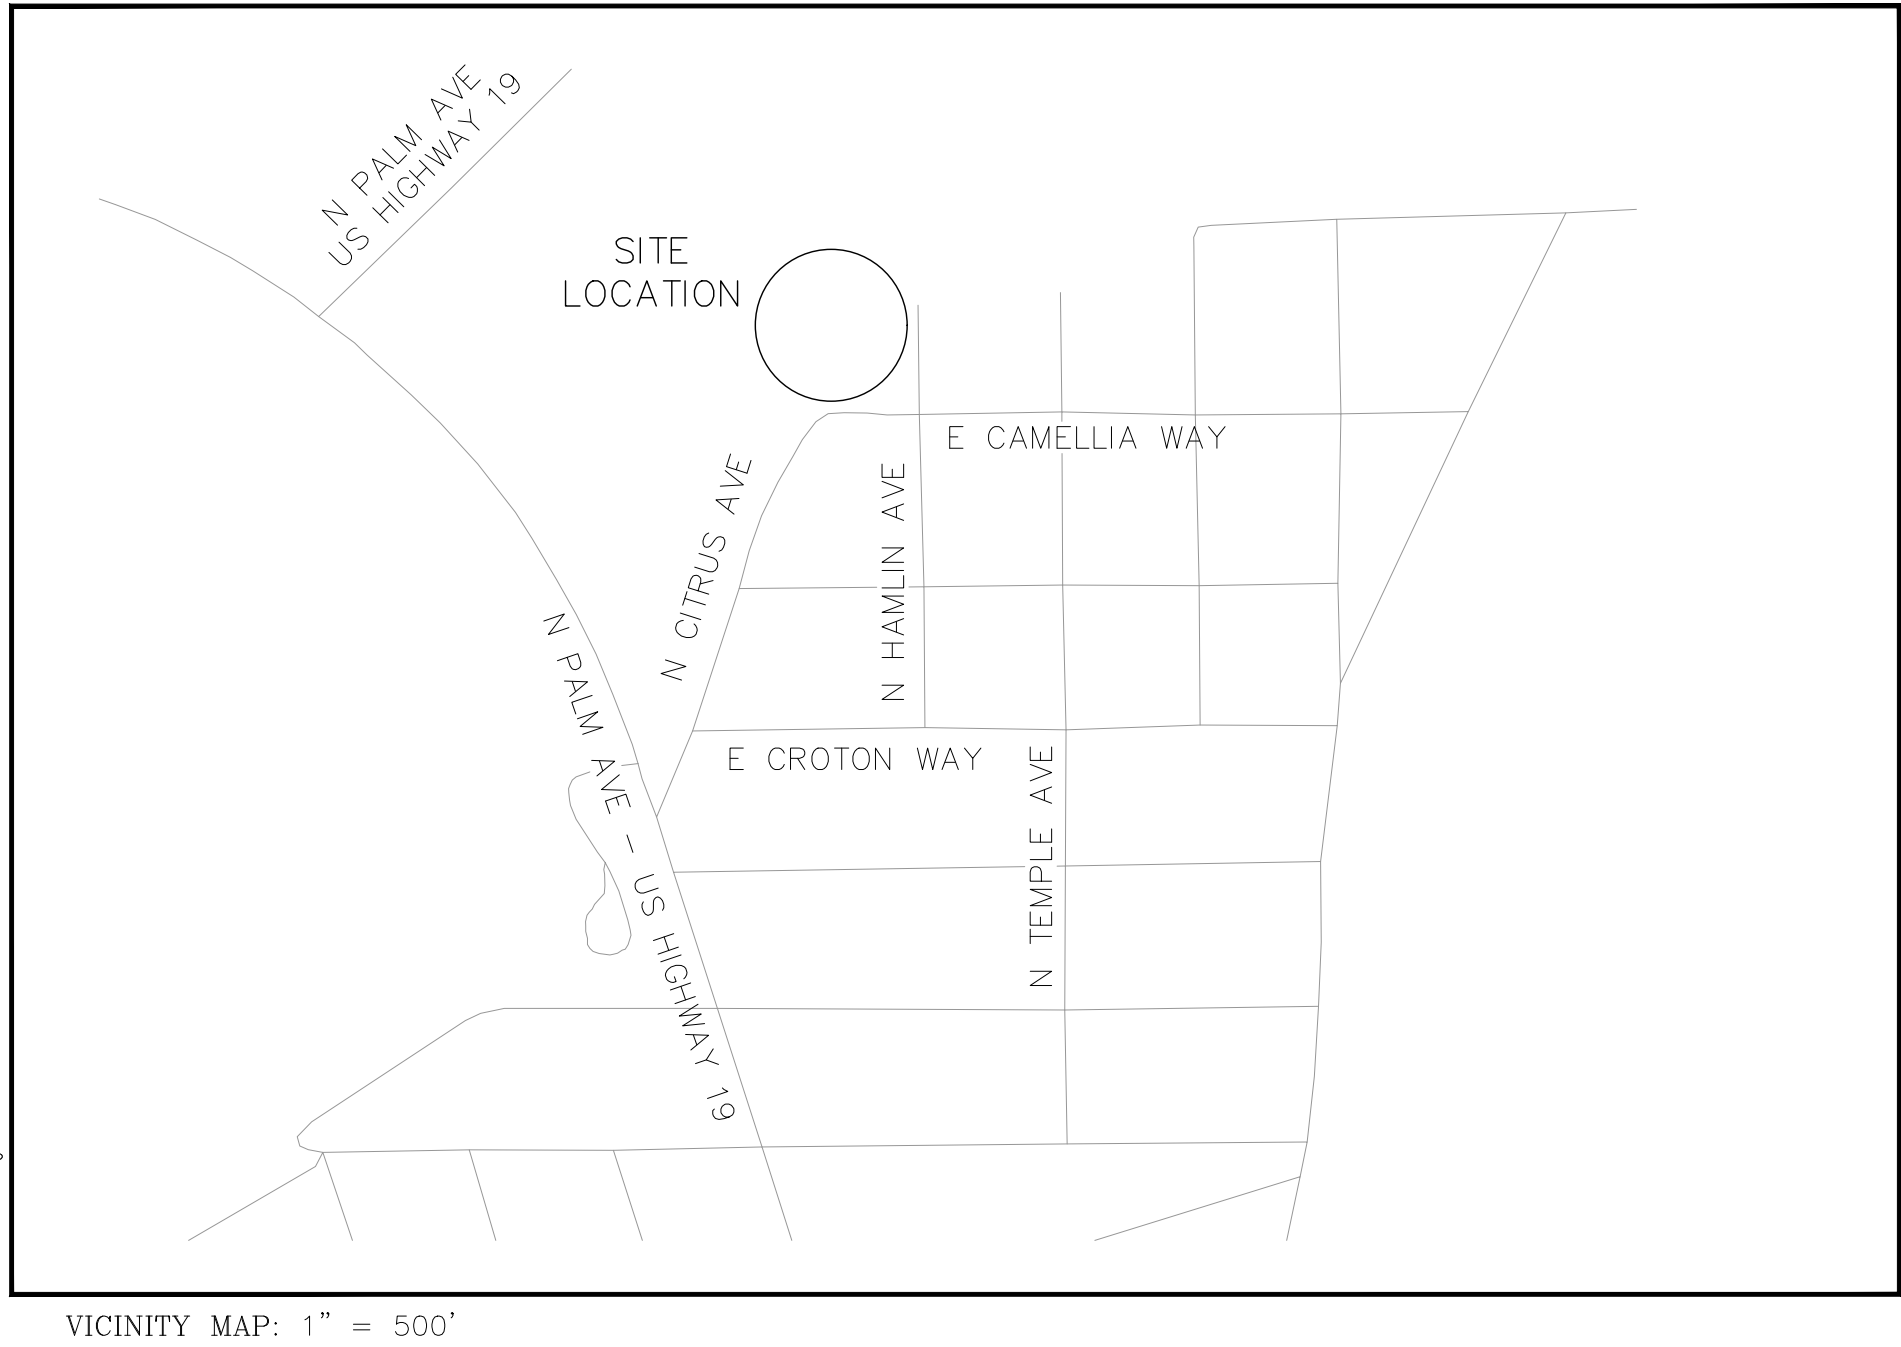 N PALM AVE
US HIGHWAY 19
SITE
LOCATION
E CAMELLIA WAY
N CITRUS AVE
N HAMLIN AVE
N PALM AVE - US HIGHWAY 19
E CROTON WAY
N TEMPLE AVE
VICINITY MAP: 1" = 500'